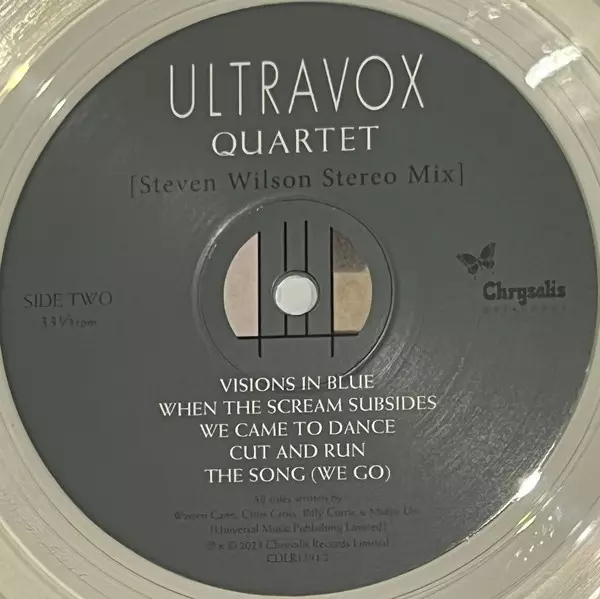 ULTRAVOX
QUARTET
[Steven Wilson Stereo Mix]
SIDE TWO
33⅓rpm
Chrysalis
VISIONS IN BLUE
WHEN THE SCREAM SUBSIDES
WE CAME TO DANCE
CUT AND RUN
THE SONG (WE GO)
All titles written by
Warren Cann, Chris Cross, Billy Currie & Midge Ure
[Universal Music Publishing Limited]
℗ & © 2023 Chrysalis Records Limited